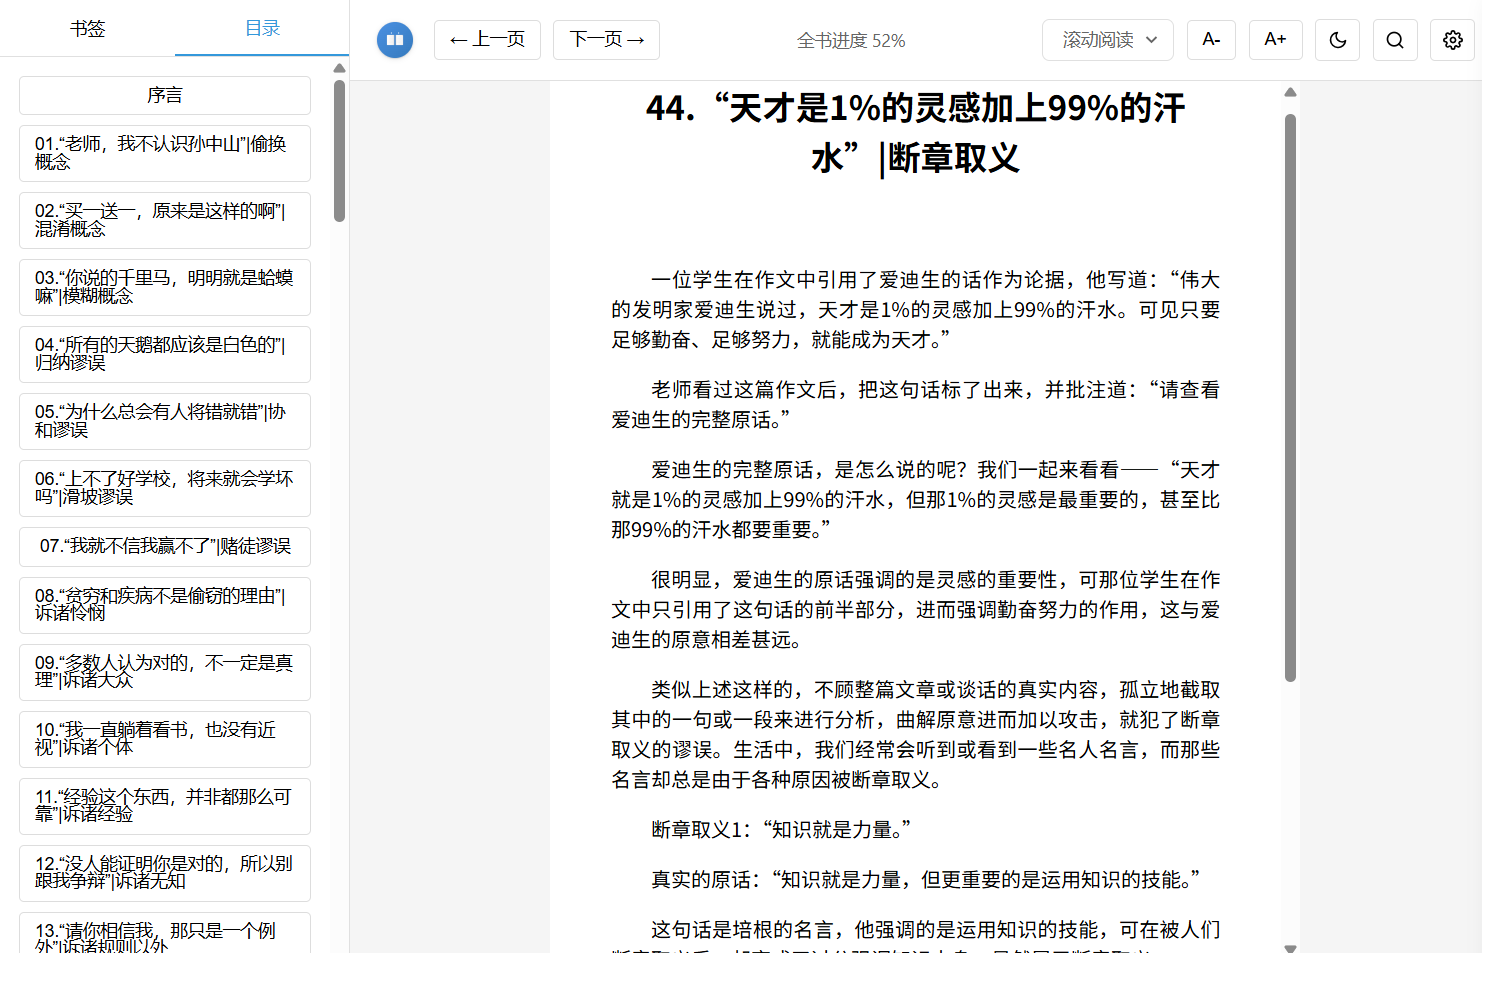 书签
目录
序言
01.“老师，我不认识孙中山”|偷换
概念
02.“买一送一，原来是这样的啊”|
混淆概念
03.“你说的千里马，明明就是蛤蟆
嘛”|模糊概念
04.“所有的天鹅都应该是白色的”|
归纳谬误
05.“为什么总会有人将错就错”|协
和谬误
06.“上不了好学校，将来就会学坏
吗”|滑坡谬误
07.“我就不信我赢不了”|赌徒谬误
08.“贫穷和疾病不是偷窃的理由”|
诉诸怜悯
09.“多数人认为对的，不一定是真
理”|诉诸大众
10.“我一直躺着看书，也没有近
视”|诉诸个体
11.“经验这个东西，并非都那么可
靠”|诉诸经验
12.“没人能证明你是对的，所以别
跟我争辩”|诉诸无知
13.“请你相信我，那只是一个例
外”|诉诸规则以外
←上一页
下一页→
全书进度 52%
滚动阅读
A-
A+
44.“天才是1%的灵感加上99%的汗
水”|断章取义
一位学生在作文中引用了爱迪生的话作为论据，他写道：“伟大
的发明家爱迪生说过，天才是1%的灵感加上99%的汗水。可见只要
足够勤奋、足够努力，就能成为天才。”
老师看过这篇作文后，把这句话标了出来，并批注道：“请查看
爱迪生的完整原话。”
爱迪生的完整原话，是怎么说的呢？我们一起来看看——“天才
就是1%的灵感加上99%的汗水，但那1%的灵感是最重要的，甚至比
那99%的汗水都要重要。”
很明显，爱迪生的原话强调的是灵感的重要性，可那位学生在作
文中只引用了这句话的前半部分，进而强调勤奋努力的作用，这与爱
迪生的原意相差甚远。
类似上述这样的，不顾整篇文章或谈话的真实内容，孤立地截取
其中的一句或一段来进行分析，曲解原意进而加以攻击，就犯了断章
取义的谬误。生活中，我们经常会听到或看到一些名人名言，而那些
名言却总是由于各种原因被断章取义。
断章取义1：“知识就是力量。”
真实的原话：“知识就是力量，但更重要的是运用知识的技能。”
这句话是培根的名言，他强调的是运用知识的技能，可在被人们